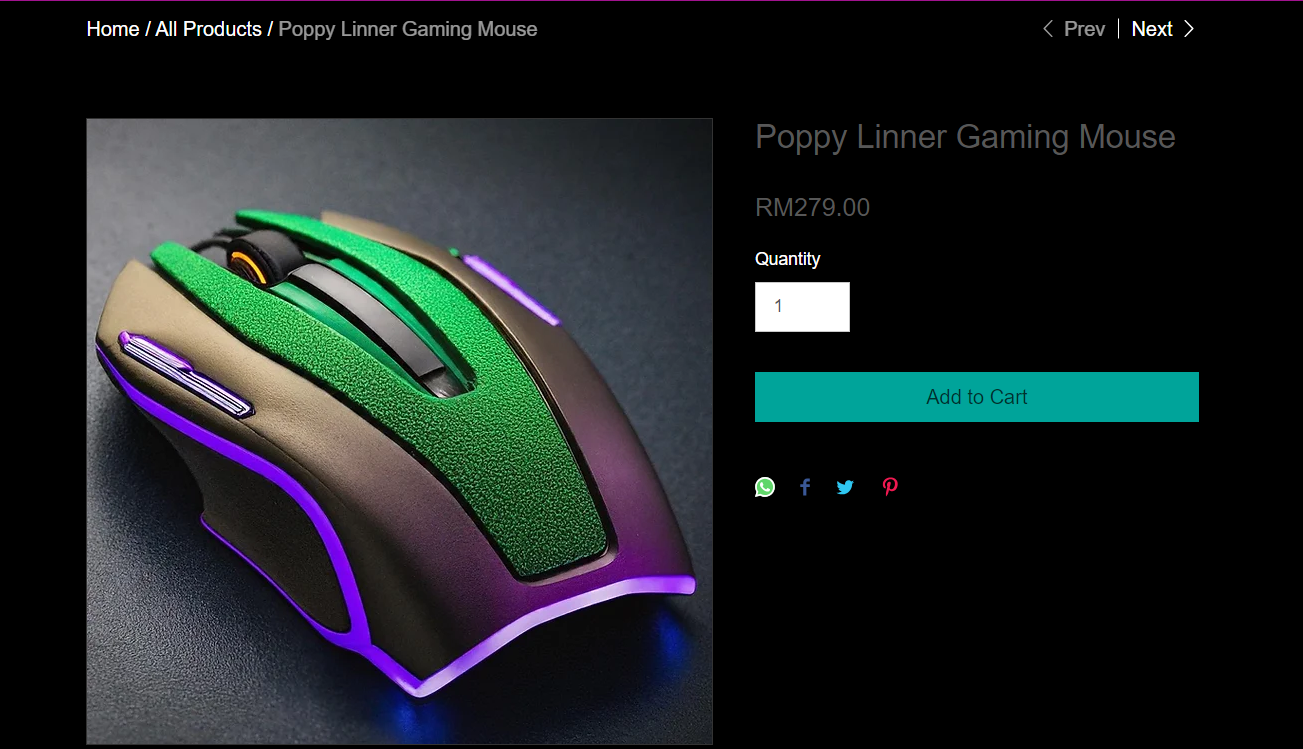 Home / All Products / Poppy Linner Gaming Mouse
Prev | Next
Poppy Linner Gaming Mouse
RM279.00
Quantity
1
Add to Cart